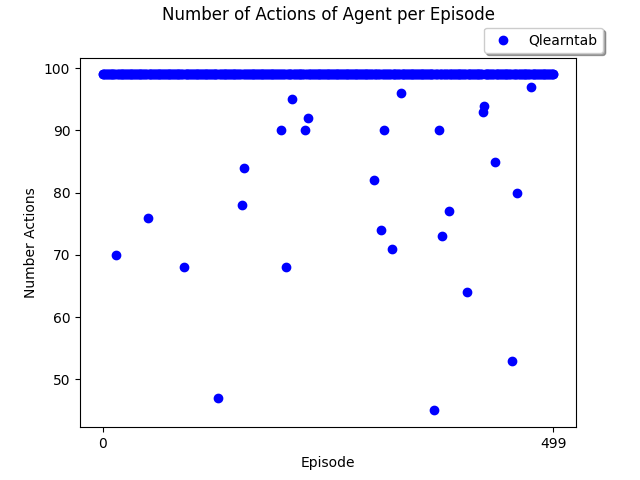 Number of Actions of Agent per Episode
Qlearntab
100
90
80
70
60
50
Number Actions
0
499
Episode